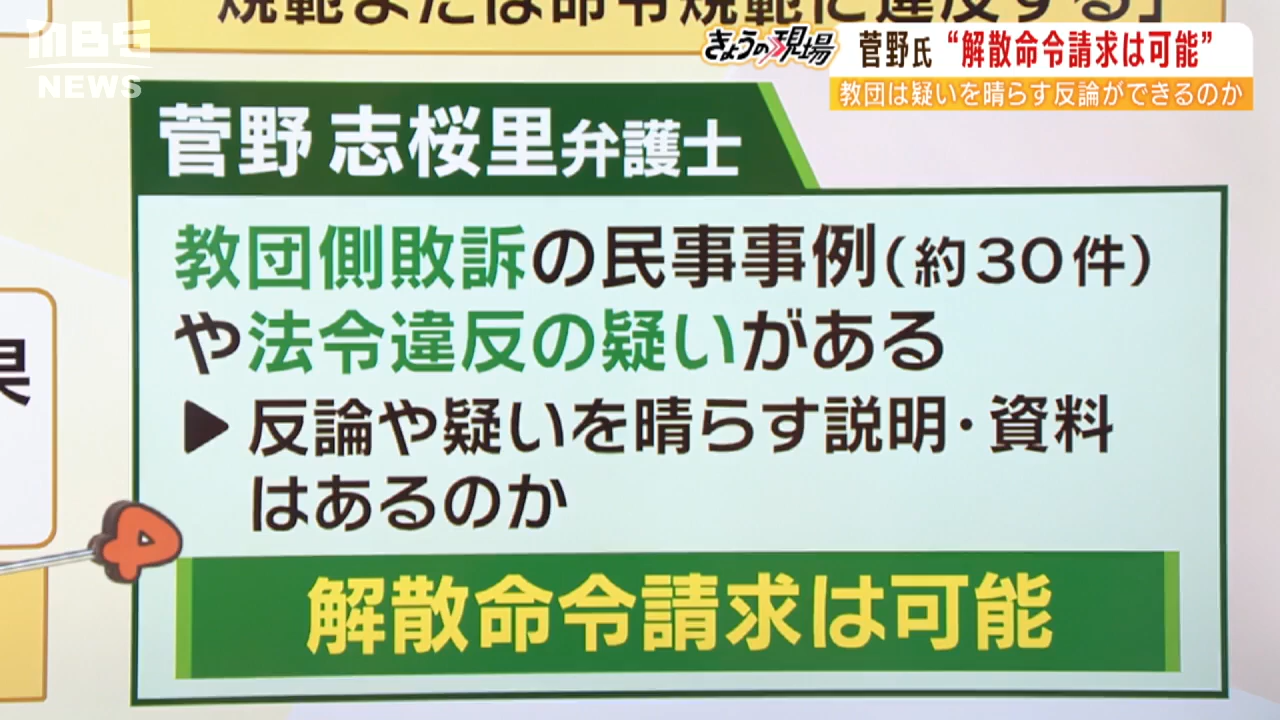 規範または命令規範に違反する」
MBS
NEWS
きょうの現場
菅野氏 “解散命令請求は可能”
教団は疑いを晴らす反論ができるのか
菅野 志桜里弁護士
教団側敗訴の民事事例(約30件)
や法令違反の疑いがある
▶反論や疑いを晴らす説明・資料
はあるのか
果
4
解散命令請求は可能